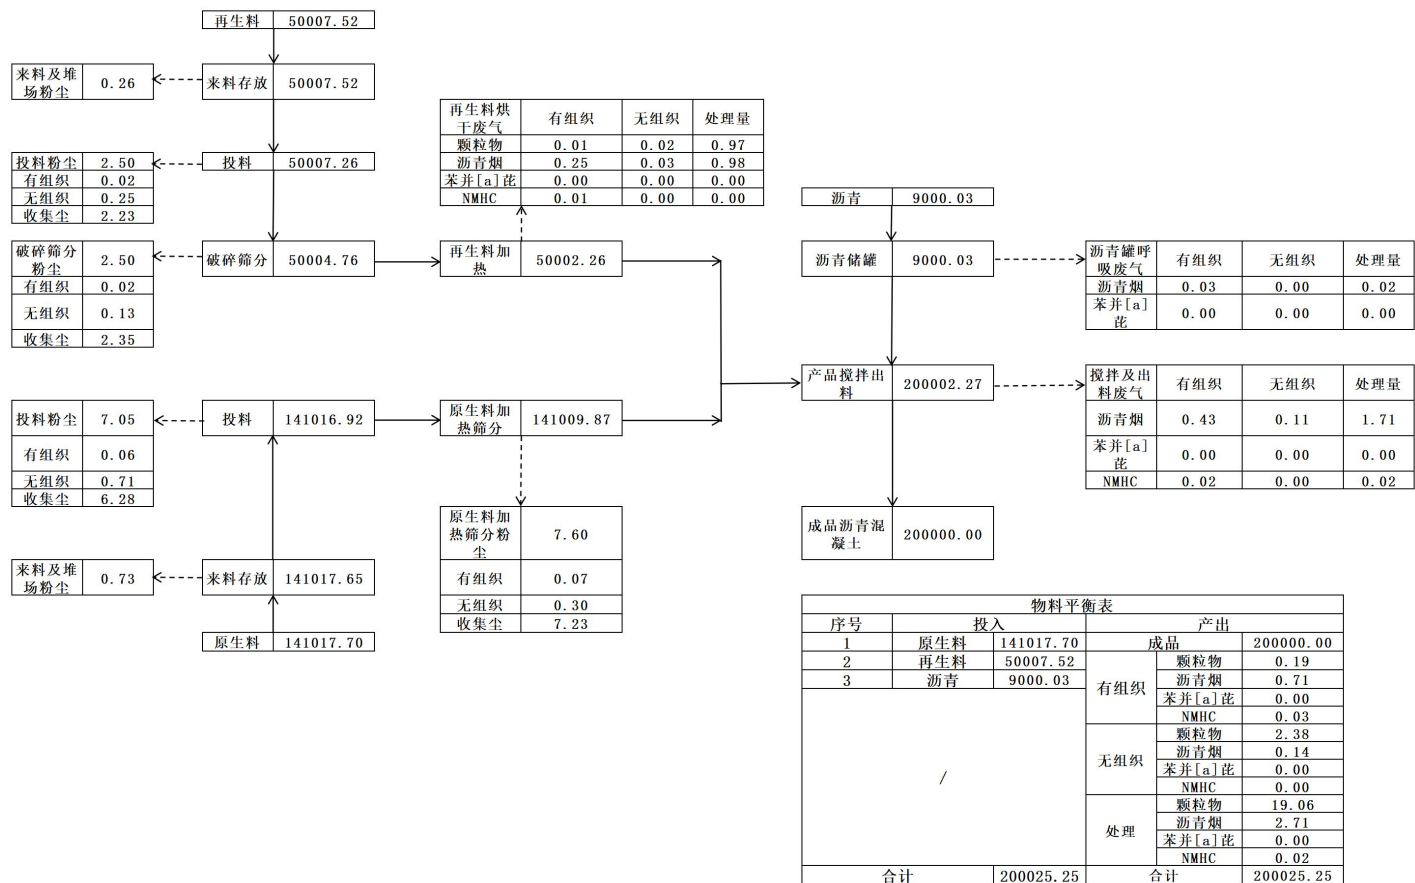 再生料 50007.52
来料及堆场粉尘 0.26
来料存放 50007.52
投料粉尘 2.50
有组织 0.02
无组织 0.25
收集尘 2.23
投料 50007.26
再生料烘干废气 有组织 无组织 处理量
颗粒物 0.01 0.02 0.97
沥青烟 0.25 0.03 0.98
苯并[a]芘 0.00 0.00 0.00
NMHC 0.01 0.00 0.00
破碎筛分粉尘 2.50
有组织 0.02
无组织 0.13
收集尘 2.35
破碎筛分 50004.76
再生料加热 50002.26
沥青 9000.03
沥青储罐 9000.03
沥青罐呼吸废气 有组织 无组织 处理量
沥青烟 0.03 0.00 0.02
苯并[a]芘 0.00 0.00 0.00
产品搅拌出料 200002.27
搅拌及出料废气 有组织 无组织 处理量
沥青烟 0.43 0.11 1.71
苯并[a]芘 0.00 0.00 0.00
NMHC 0.02 0.00 0.02
投料粉尘 7.05
有组织 0.06
无组织 0.71
收集尘 6.28
投料 141016.92
原生料加热筛分 141009.87
原生料加热筛分粉尘 7.60
有组织 0.07
无组织 0.30
收集尘 7.23
成品沥青混凝土 200000.00
来料及堆场粉尘 0.73
来料存放 141017.65
原生料 141017.70
物料平衡表
序号 投入 产出
1 原生料 141017.70 成品 200000.00
2 再生料 50007.52 有组织 颗粒物 0.19
3 沥青 9000.03 沥青烟 0.71
苯并[a]芘 0.00
NMHC 0.03
/ 无组织 颗粒物 2.38
沥青烟 0.14
苯并[a]芘 0.00
NMHC 0.00
处理 颗粒物 19.06
沥青烟 2.71
苯并[a]芘 0.00
NMHC 0.02
合计 200025.25 合计 200025.25